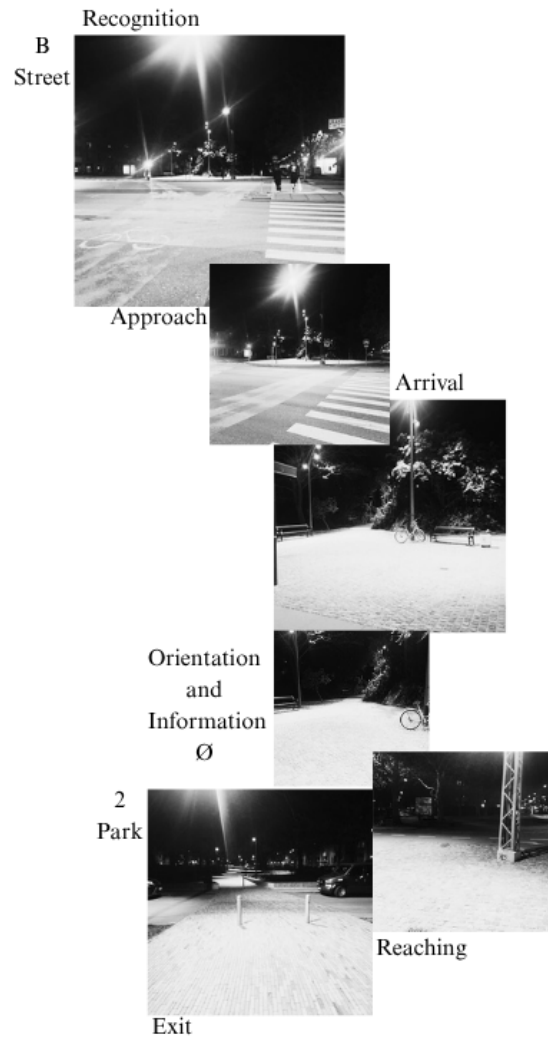 Recognition
B
Street
Approach
Arrival
Orientation
and
Information
Ø
2
Park
Reaching
Exit